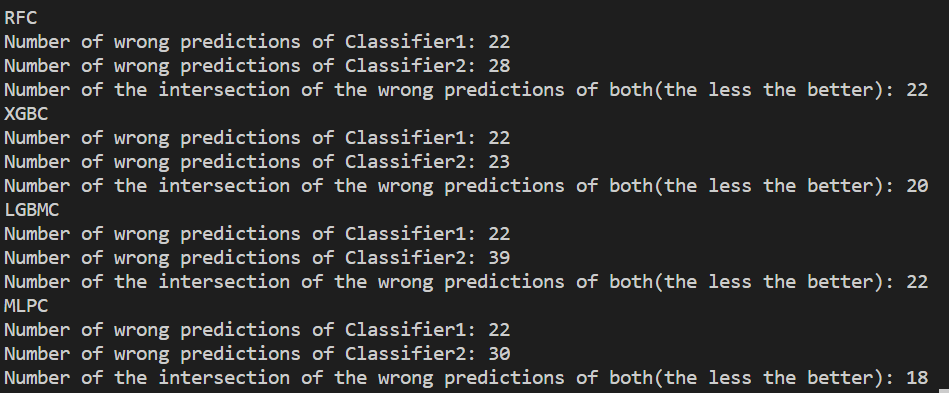 RFC
Number of wrong predictions of Classifier1: 22
Number of wrong predictions of Classifier2: 28
Number of the intersection of the wrong predictions of both(the less the better): 22
XGBC
Number of wrong predictions of Classifier1: 22
Number of wrong predictions of Classifier2: 23
Number of the intersection of the wrong predictions of both(the less the better): 20
LGBMC
Number of wrong predictions of Classifier1: 22
Number of wrong predictions of Classifier2: 39
Number of the intersection of the wrong predictions of both(the less the better): 22
MLPC
Number of wrong predictions of Classifier1: 22
Number of wrong predictions of Classifier2: 30
Number of the intersection of the wrong predictions of both(the less the better): 18